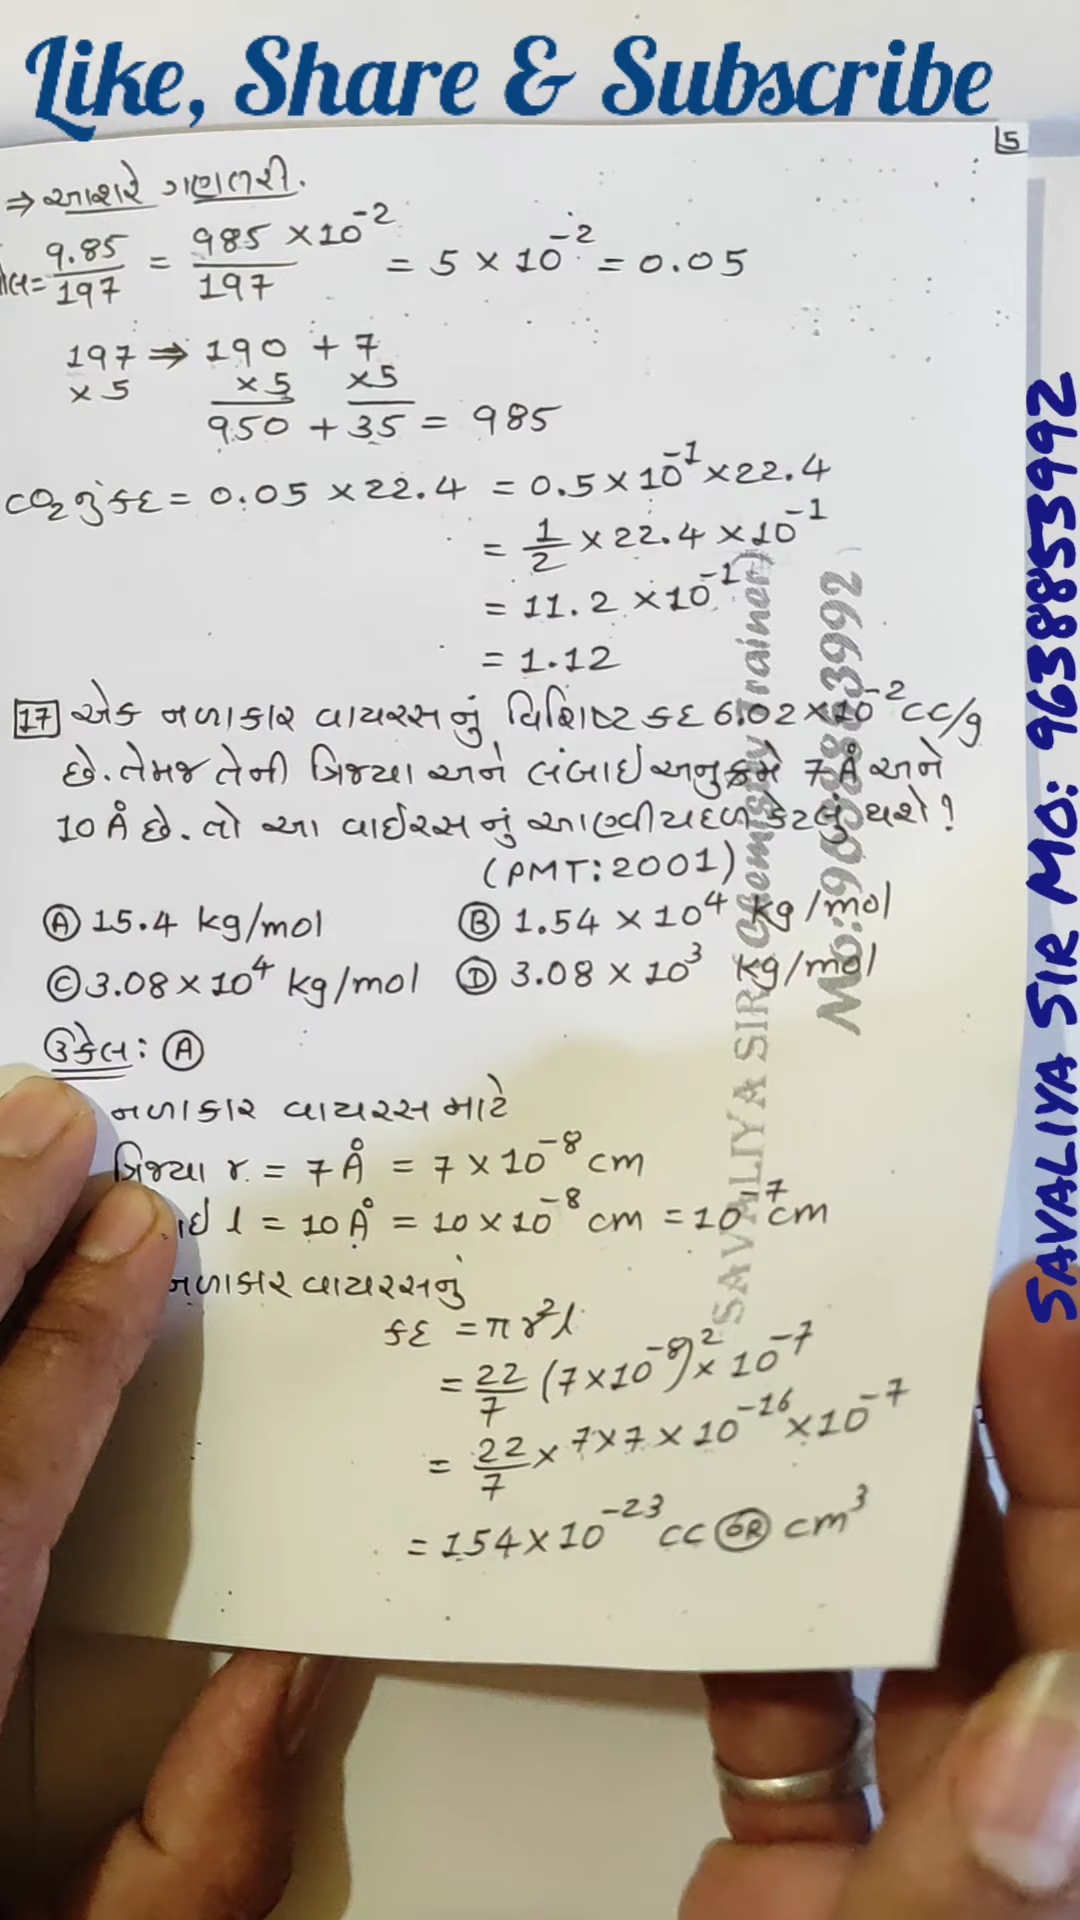 Like, Share & Subscribe
5
⇒ આશરે ગણતરી.
9.85/197 = 985 × 10⁻²/197 = 5 × 10⁻² = 0.05
197 ⇒ 190 + 7
× 5 × 5 × 5
950 + 35 = 985
CO₂ નું કદ = 0.05 × 22.4 = 0.5 × 10⁻¹ × 22.4
= 1/2 × 22.4 × 10⁻¹
= 11.2 × 10⁻¹
= 1.12
17 એક નળાકાર વાયરસનું વિશિષ્ટ કદ 6.02 × 10⁻² cc/g
છે. તેમજ તેની ત્રિજ્યા અને લંબાઇ અનુક્રમે 7 Å અને
10 Å છે. તો આ વાઇરસનું આણ્વીયદળ કેટલું થશે?
(PMT: 2001)
Ⓐ 15.4 kg/mol Ⓑ 1.54 × 10⁴ kg/mol
Ⓒ 3.08 × 10⁴ kg/mol Ⓓ 3.08 × 10³ kg/mol
ઉકેલ: Ⓐ
નળાકાર વાયરસ માટે
ત્રિજ્યા r = 7 Å = 7 × 10⁻⁸ cm
l = 10 Å = 10 × 10⁻⁸ cm = 10⁻⁷ cm
નળાકાર વાયરસનું
કદ = π r² l
= 22/7 (7 × 10⁻⁸)² × 10⁻⁷
= 22/7 × 7 × 7 × 10⁻¹⁶ × 10⁻⁷
= 154 × 10⁻²³ cc OR cm³
SAVALIYA SIR (Chemistry Trainer)
SAVALIYA SIR MO: 9638853992